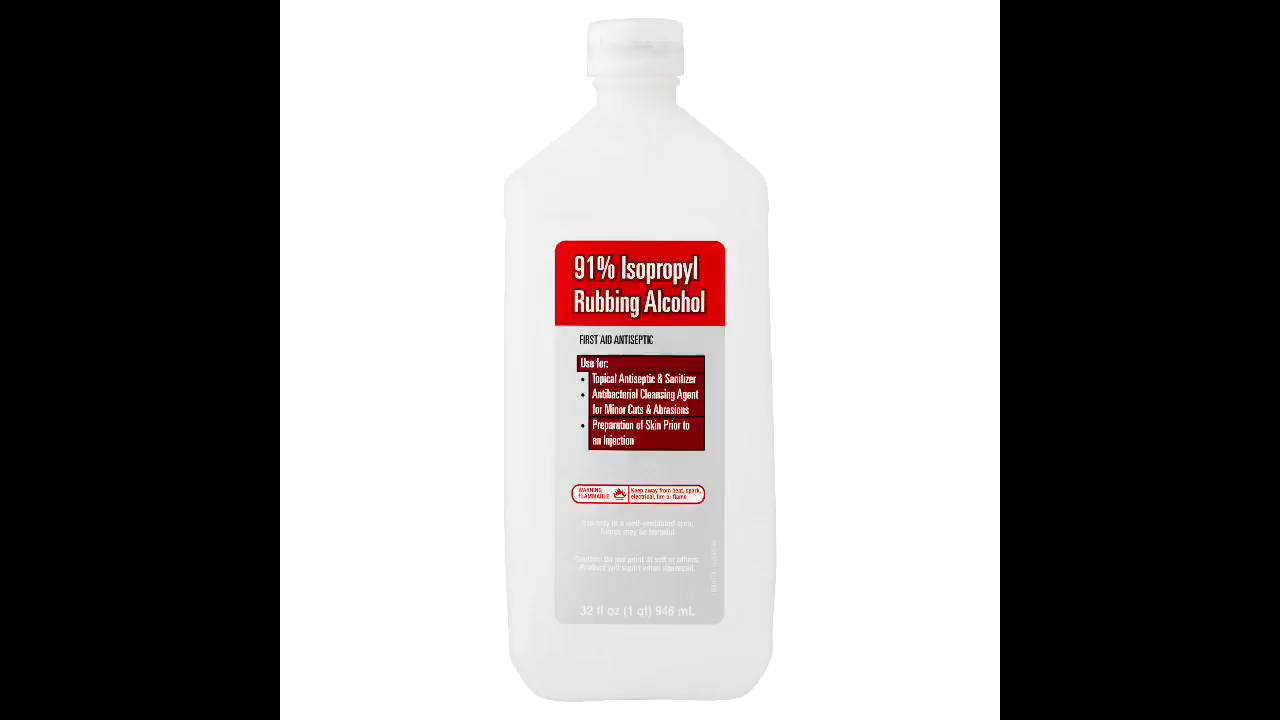 91% Isopropyl
Rubbing Alcohol
FIRST AID ANTISEPTIC
Use for:
• Topical Antiseptic & Sanitizer
• Antibacterial Cleansing Agent
for Minor Cuts & Abrasions
• Preparation of Skin Prior to
an Injection
WARNING
FLAMMABLE
Keep away from heat, spark,
electrical, fire or flame.
Use only in a well-ventilated area;
fumes may be harmful
Caution: Do not point at self or others.
Product will squirt when squeezed.
32 fl oz (1 qt) 946 mL